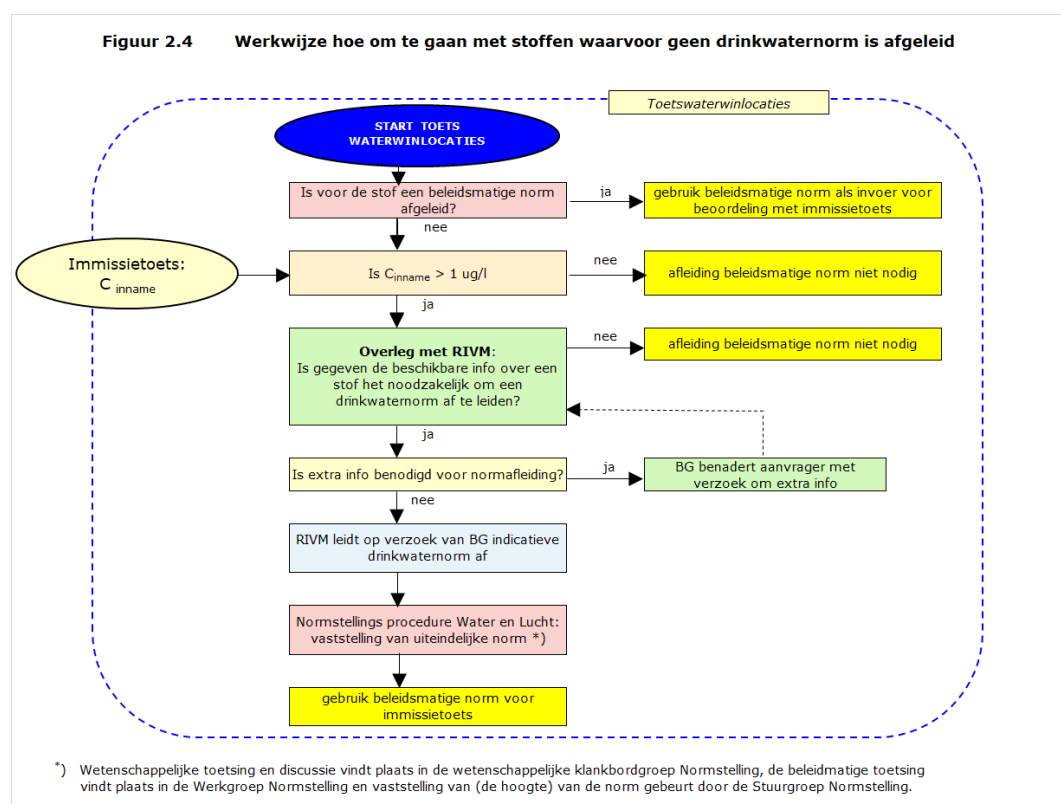 Figuur 2.4 Werkwijze hoe om te gaan met stoffen waarvoor geen drinkwaternorm is afgeleid
Toetswaterwinlocaties
START TOETS
WATERWINLOCATIES
Is voor de stof een beleidsmatige norm
afgeleid?
ja
gebruik beleidsmatige norm als invoer voor
beoordeling met immissietoets
nee
Immissietoets:
C inname
Is Cinname > 1 ug/l
nee
afleiding beleidsmatige norm niet nodig
ja
Overleg met RIVM:
Is gegeven de beschikbare info over een
stof het noodzakelijk om een
drinkwaternorm af te leiden?
nee
afleiding beleidsmatige norm niet nodig
ja
Is extra info benodigd voor normafleiding?
ja
BG benadert aanvrager met
verzoek om extra info
nee
RIVM leidt op verzoek van BG indicatieve
drinkwaternorm af
Normstellings procedure Water en Lucht:
vaststelling van uiteindelijke norm *)
gebruik beleidsmatige norm voor
immissietoets
*) Wetenschappelijke toetsing en discussie vindt plaats in de wetenschappelijke klankbordgroep Normstelling, de beleidmatige toetsing
vindt plaats in de Werkgroep Normstelling en vaststelling van (de hoogte) van de norm gebeurt door de Stuurgroep Normstelling.